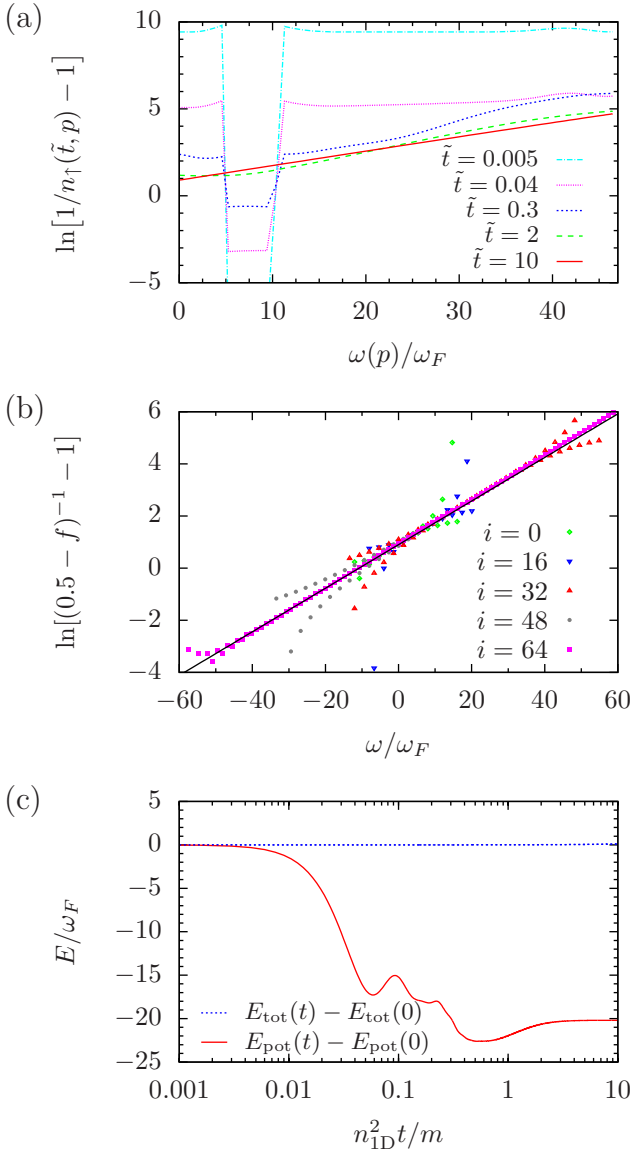 (a)
10
5
0
−5
ln[1/n↑(t̃, p) − 1]
t̃ = 0.005
t̃ = 0.04
t̃ = 0.3
t̃ = 2
t̃ = 10
0 10 20 30 40
ω(p)/ωF
(b)
6
4
2
0
−2
−4
ln[(0.5 − f)⁻¹ − 1]
i = 0
i = 16
i = 32
i = 48
i = 64
−60 −40 −20 0 20 40 60
ω/ωF
(c)
5
0
−5
−10
−15
−20
−25
E/ωF
Etot(t) − Etot(0)
Epot(t) − Epot(0)
0.001 0.01 0.1 1 10
n²1D t/m